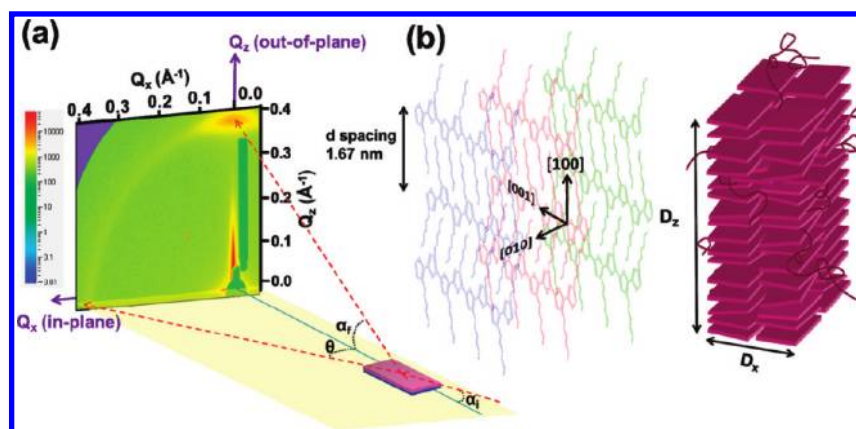 (a)
Qz (out-of-plane)
Qx (Å-1)
0.4 0.3 0.2 0.1 0.0
0.4
0.3
0.2
0.1
0.0
Qz (Å-1)
10000
1000
100
10
1
0.1
0.01
Qx (in-plane)
αf
θ
αi
(b)
d spacing
1.67 nm
[100]
[001]
[010]
Dz
Dx